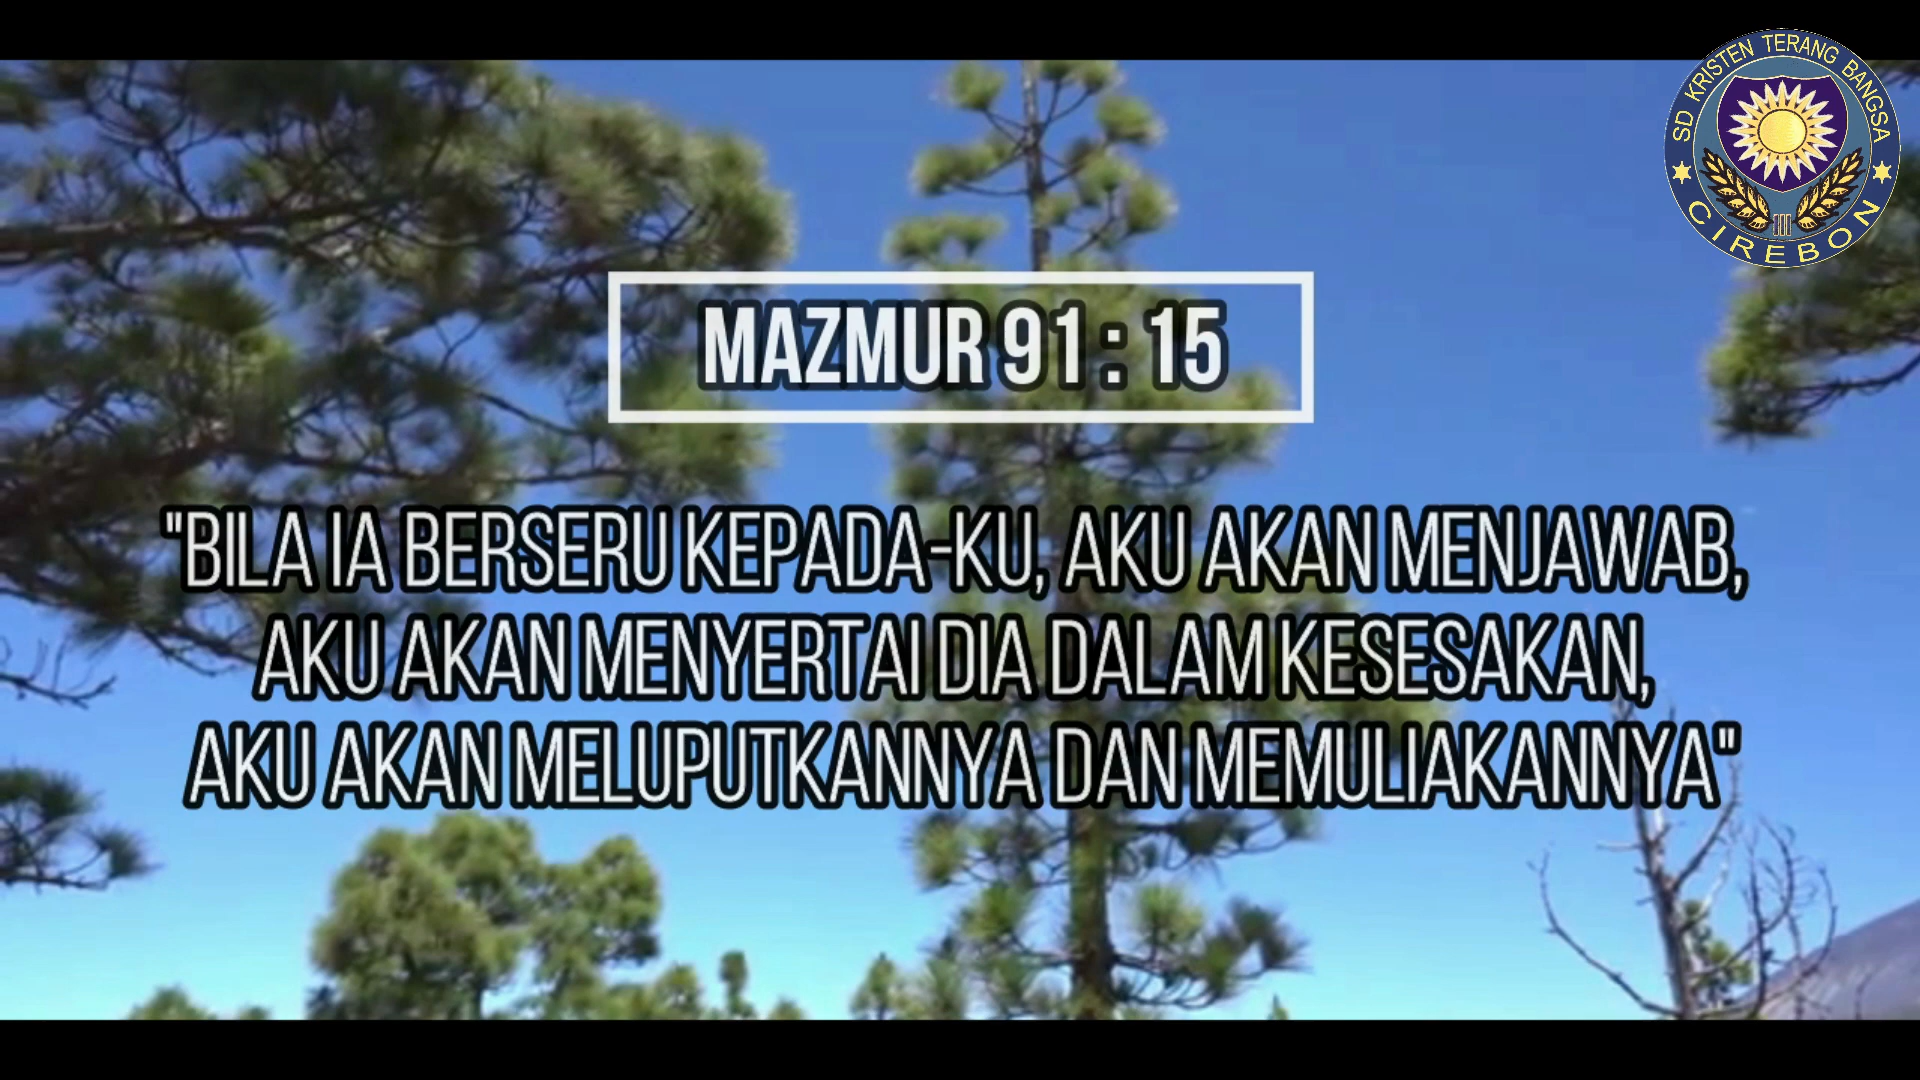 SD KRISTEN TERANG BANGSA
CIREBON
MAZMUR 91 : 15
"BILA IA BERSERU KEPADA-KU, AKU AKAN MENJAWAB,
AKU AKAN MENYERTAI DIA DALAM KESESAKAN,
AKU AKAN MELUPUTKANNYA DAN MEMULIAKANNYA"